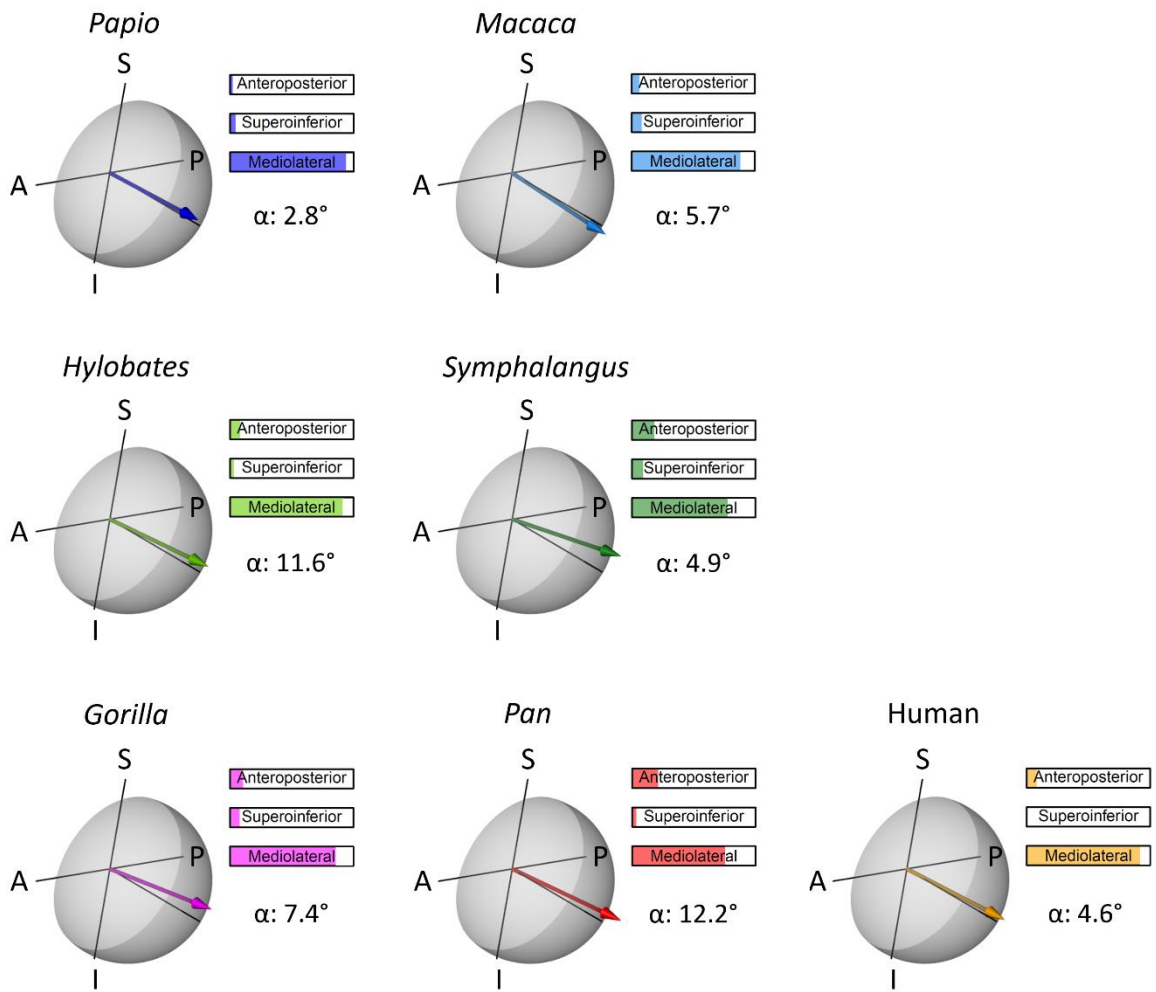 Papio
S
A
P
I
Anteroposterior
Superoinferior
Mediolateral
α: 2.8°
Macaca
S
A
P
I
Anteroposterior
Superoinferior
Mediolateral
α: 5.7°
Hylobates
S
A
P
I
Anteroposterior
Superoinferior
Mediolateral
α: 11.6°
Symphalangus
S
A
P
I
Anteroposterior
Superoinferior
Mediolateral
α: 4.9°
Gorilla
S
A
P
I
Anteroposterior
Superoinferior
Mediolateral
α: 7.4°
Pan
S
A
P
I
Anteroposterior
Superoinferior
Mediolateral
α: 12.2°
Human
S
A
P
I
Anteroposterior
Superoinferior
Mediolateral
α: 4.6°